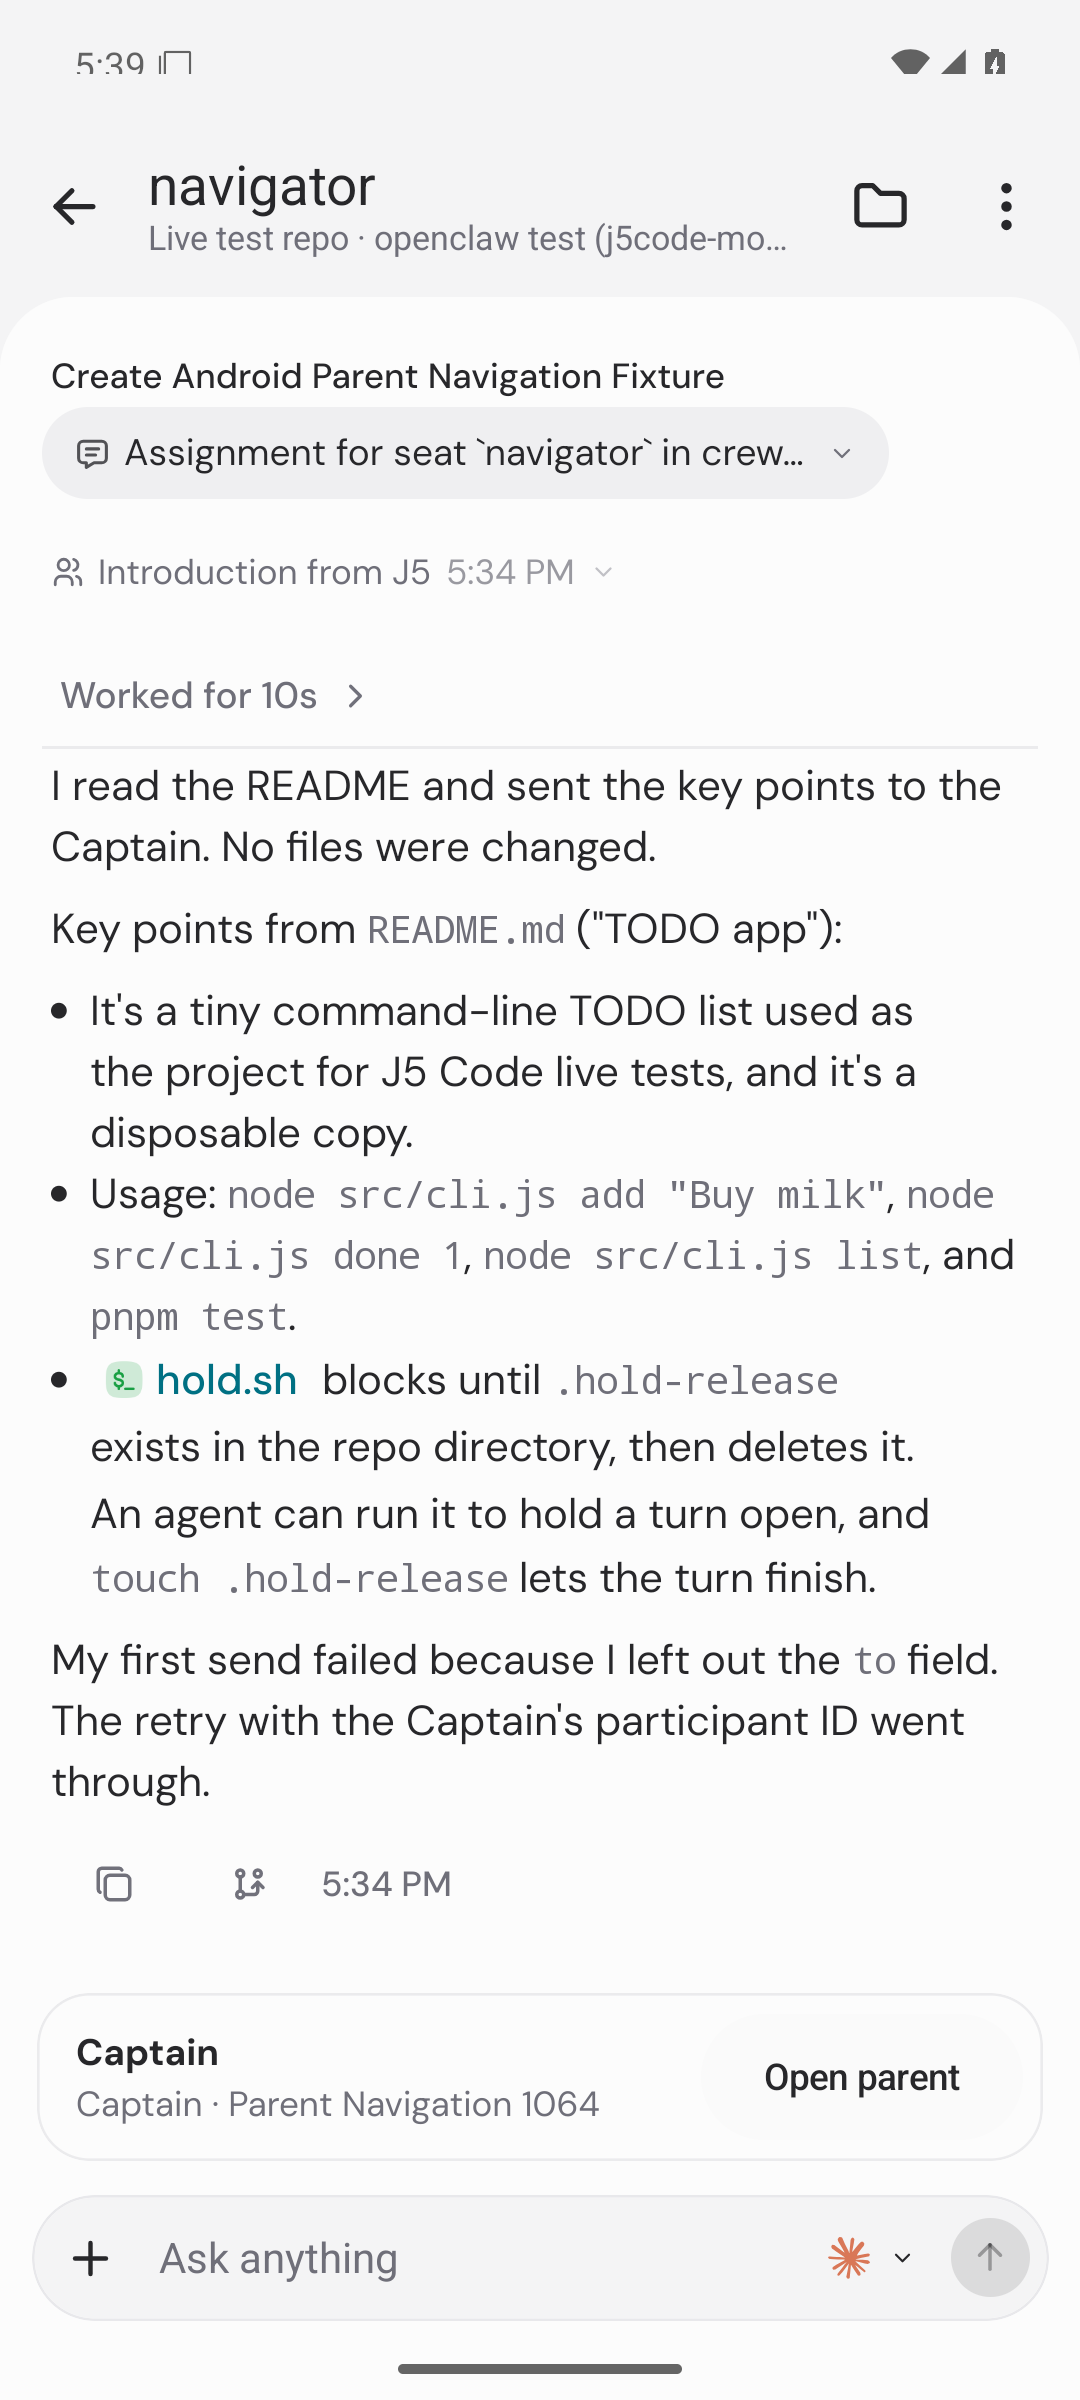 5:39
navigator
Live test repo · openclaw test (j5code-mo...
Create Android Parent Navigation Fixture
Assignment for seat `navigator` in crew...
Introduction from J5 5:34 PM
Worked for 10s
I read the README and sent the key points to the
Captain. No files were changed.
Key points from README.md ("TODO app"):
• It's a tiny command-line TODO list used as
the project for J5 Code live tests, and it's a
disposable copy.
• Usage: node src/cli.js add "Buy milk", node
src/cli.js done 1, node src/cli.js list, and
pnpm test.
• $_ hold.sh blocks until .hold-release
exists in the repo directory, then deletes it.
An agent can run it to hold a turn open, and
touch .hold-release lets the turn finish.
My first send failed because I left out the to field.
The retry with the Captain's participant ID went
through.
5:34 PM
Captain
Captain · Parent Navigation 1064
Open parent
Ask anything